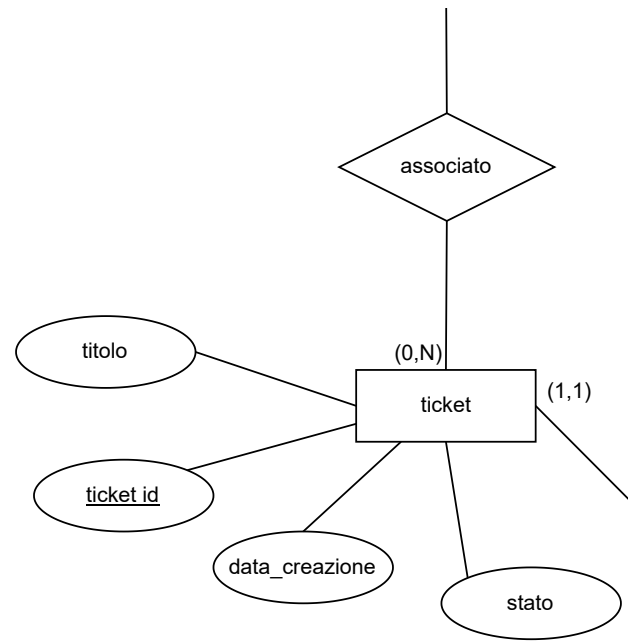 associato
titolo
(0,N)
ticket
(1,1)
ticket id
data_creazione
stato